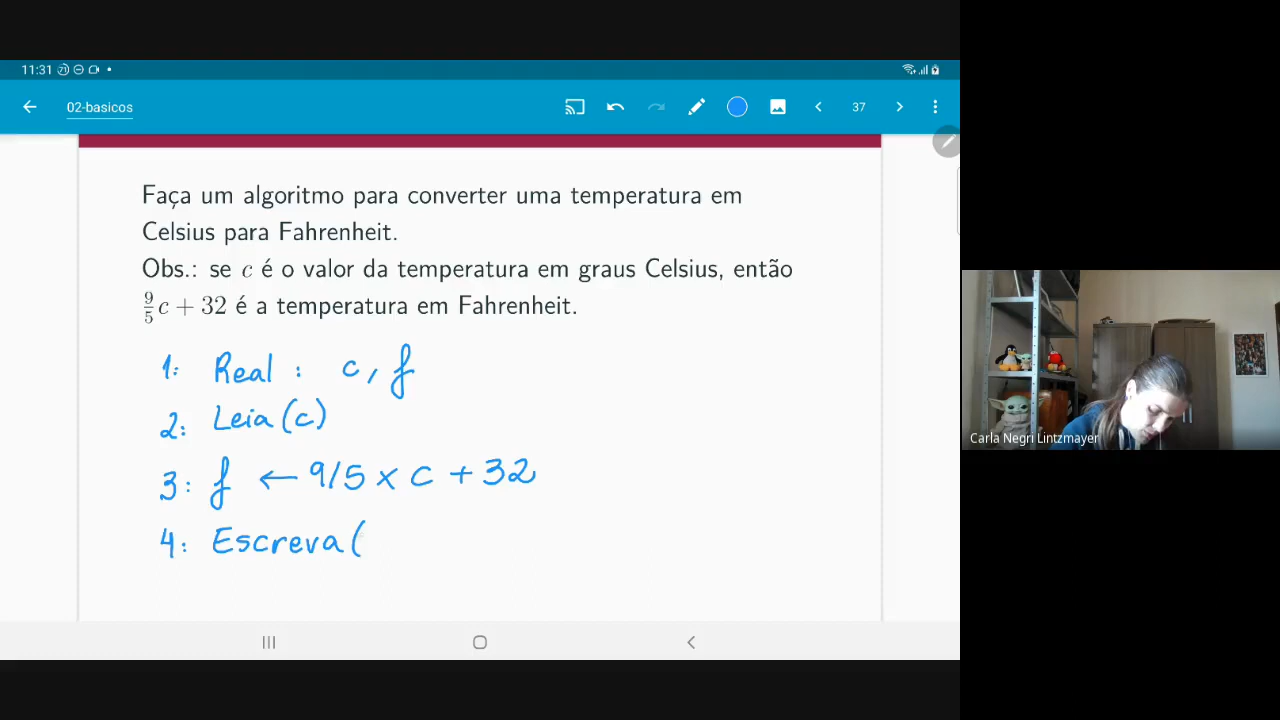 11:31
02-basicos
37
Faça um algoritmo para converter uma temperatura em
Celsius para Fahrenheit.
Obs.: se c é o valor da temperatura em graus Celsius, então
9/5 c + 32 é a temperatura em Fahrenheit.
1: Real : c, f
2: Leia (c)
3: f ← 9/5 × c + 32
4: Escreva (
Carla Negri Lintzmayer